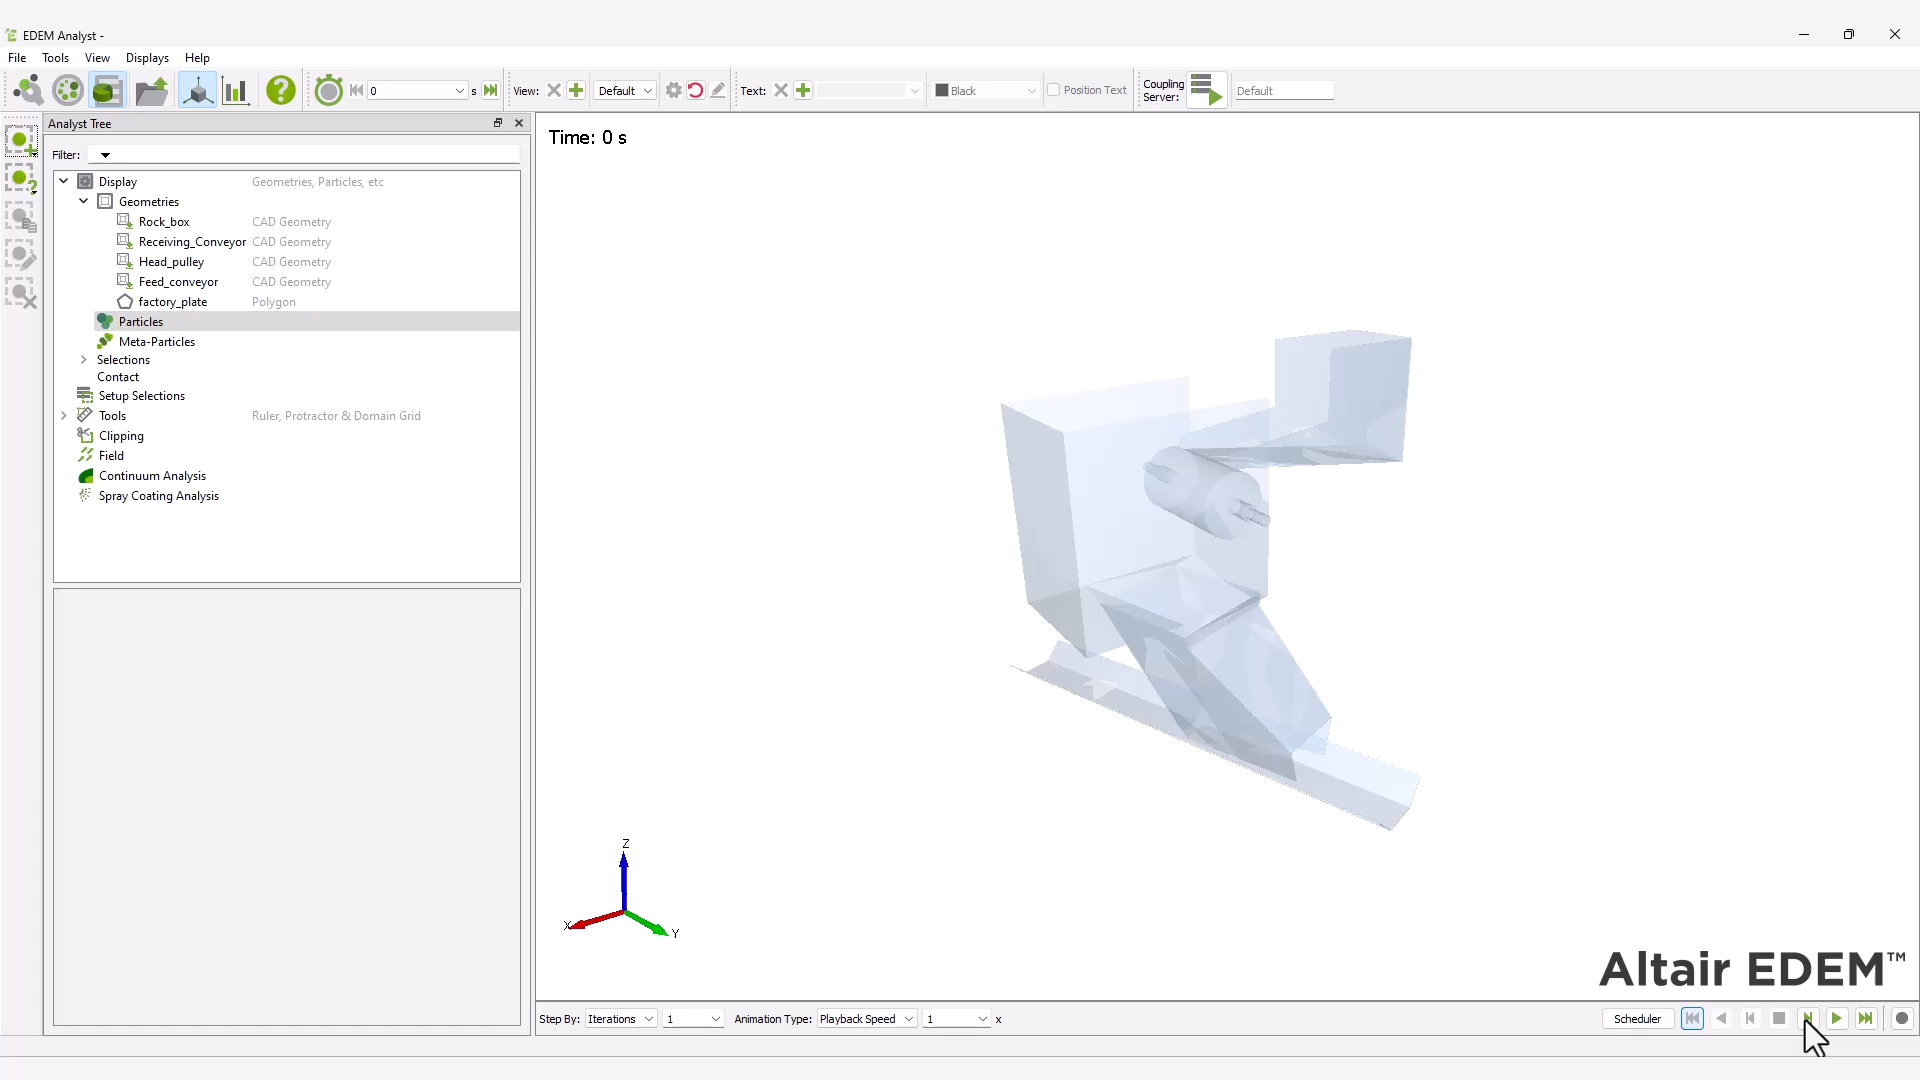 EDEM Analyst -
File Tools View Displays Help
0 s View: Default Text: Black Position Text Coupling Server: Default
Analyst Tree
Time: 0 s
Filter:
Display Geometries, Particles, etc
Geometries
Rock_box CAD Geometry
Receiving_Conveyor CAD Geometry
Head_pulley CAD Geometry
Feed_conveyor CAD Geometry
factory_plate Polygon
Particles
Meta-Particles
Selections
Contact
Setup Selections
Tools Ruler, Protractor & Domain Grid
Clipping
Field
Continuum Analysis
Spray Coating Analysis
Z
X
Y
Altair EDEM™
Step By: Iterations 1 Animation Type: Playback Speed 1 x Scheduler